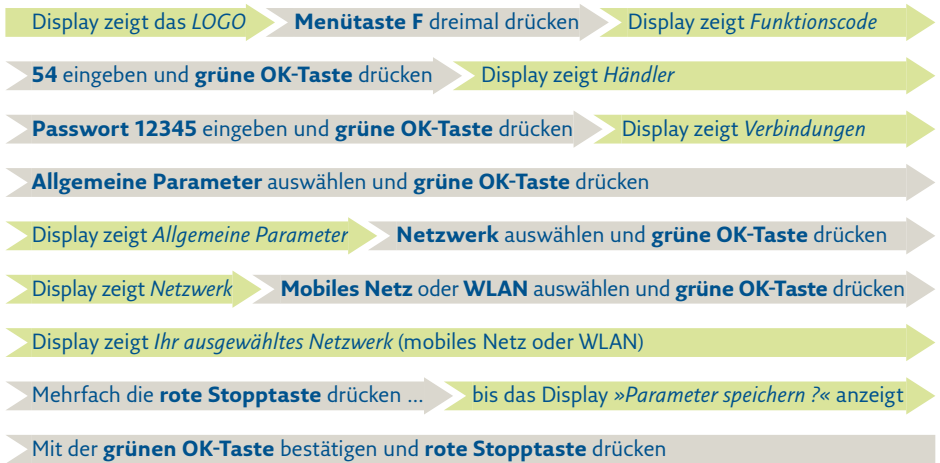 Display zeigt das LOGO Menütaste F dreimal drücken Display zeigt Funktionscode
54 eingeben und grüne OK-Taste drücken Display zeigt Händler
Passwort 12345 eingeben und grüne OK-Taste drücken Display zeigt Verbindungen
Allgemeine Parameter auswählen und grüne OK-Taste drücken
Display zeigt Allgemeine Parameter Netzwerk auswählen und grüne OK-Taste drücken
Display zeigt Netzwerk Mobiles Netz oder WLAN auswählen und grüne OK-Taste drücken
Display zeigt Ihr ausgewähltes Netzwerk (mobiles Netz oder WLAN)
Mehrfach die rote Stopptaste drücken ... bis das Display »Parameter speichern ?« anzeigt
Mit der grünen OK-Taste bestätigen und rote Stopptaste drücken